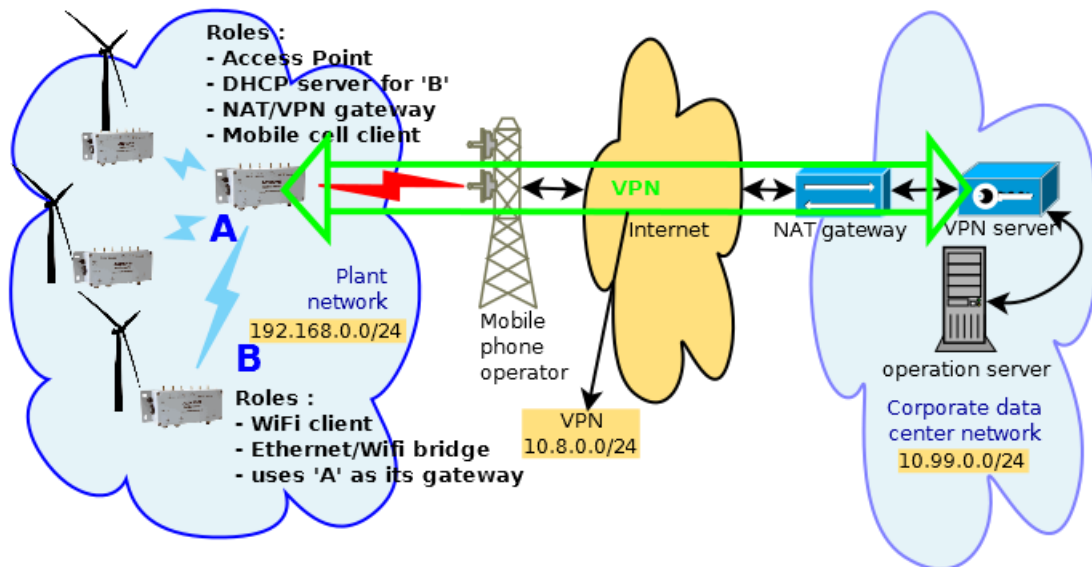 Roles :
- Access Point
- DHCP server for 'B'
- NAT/VPN gateway
- Mobile cell client
A
Plant
network
192.168.0.0/24
B
Roles :
- WiFi client
- Ethernet/Wifi bridge
- uses 'A' as its gateway
Mobile
phone
operator
VPN
Internet
VPN
10.8.0.0/24
NAT gateway
VPN server
operation server
Corporate data
center network
10.99.0.0/24